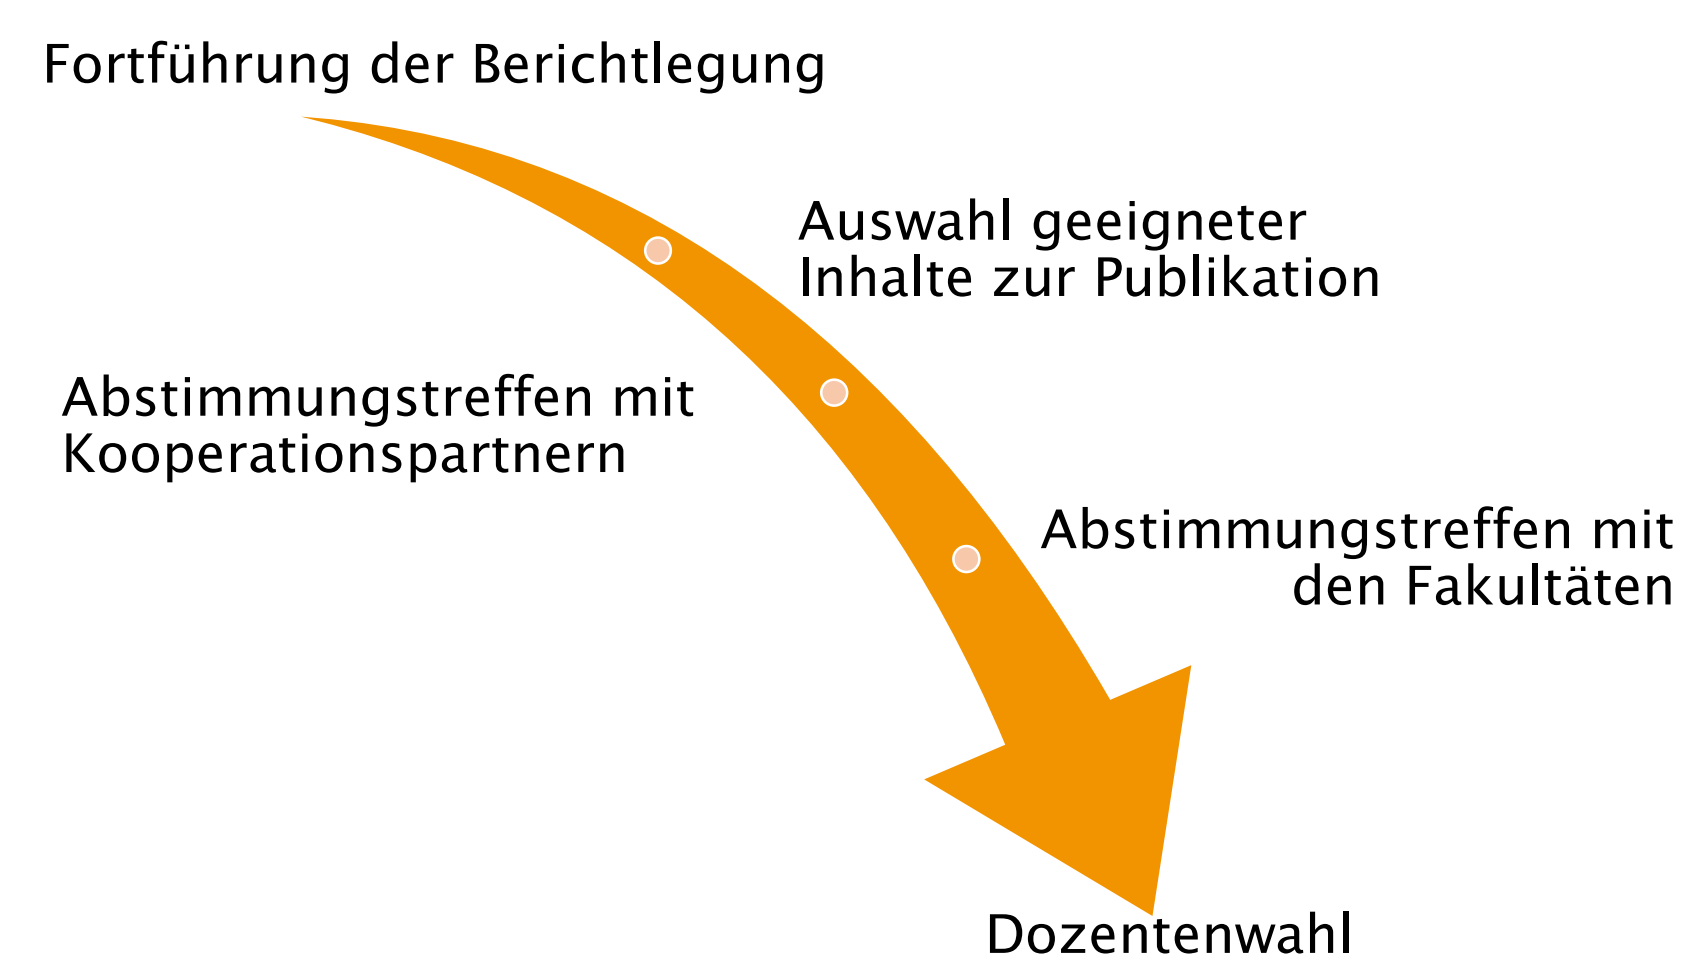 Fortführung der Berichtlegung
Auswahl geeigneter
Inhalte zur Publikation
Abstimmungstreffen mit
Kooperationspartnern
Abstimmungstreffen mit
den Fakultäten
Dozentenwahl